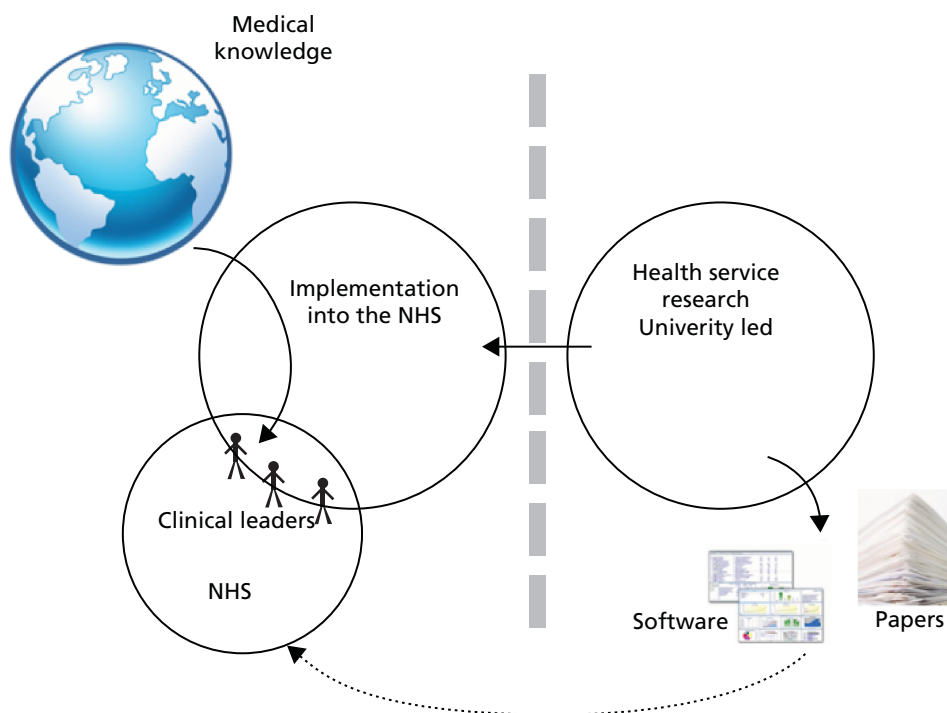 Medical
knowledge
Implementation
into the NHS
Health service
research
Univerity led
Clinical leaders
NHS
Software
Papers